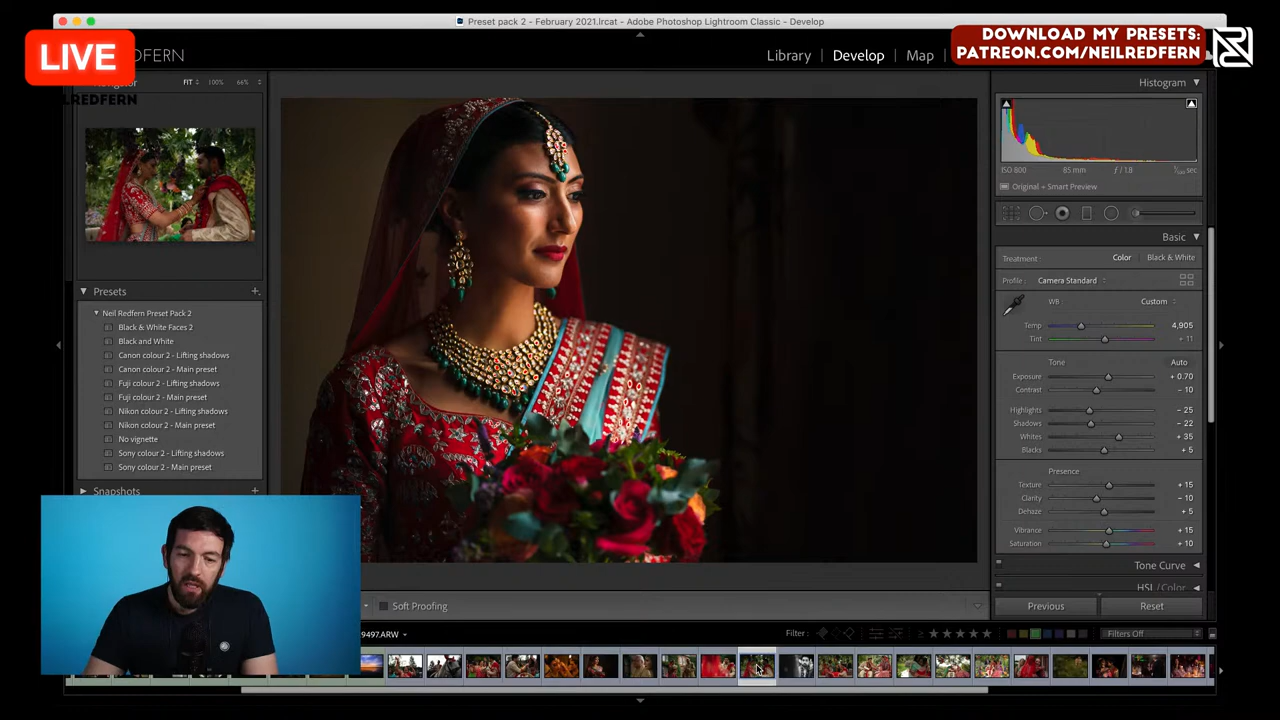 Preset pack 2 - February 2021.lrcat - Adobe Photoshop Lightroom Classic - Develop
LIVE
REDFERN
Library | Develop | Map |
DOWNLOAD MY PRESETS:
PATREON.COM/NEILREDFERN
Navigator
FIT 100% 66%
LREDFERN
Histogram
ISO 800 85 mm ƒ / 1.8
Original + Smart Preview
Basic
Treatment : Color Black & White
Profile : Camera Standard
WB : Custom
Temp 4,905
Tint + 11
Tone Auto
Exposure + 0.70
Contrast – 10
Highlights – 25
Shadows – 22
Whites + 35
Blacks + 5
Presence
Texture + 15
Clarity – 10
Dehaze + 5
Vibrance + 15
Saturation + 10
Tone Curve
HSL / Color
Previous Reset
Presets
Neil Redfern Preset Pack 2
Black & White Faces 2
Black and White
Canon colour 2 - Lifting shadows
Canon colour 2 - Main preset
Fuji colour 2 - Lifting shadows
Fuji colour 2 - Main preset
Nikon colour 2 - Lifting shadows
Nikon colour 2 - Main preset
No vignette
Sony colour 2 - Lifting shadows
Sony colour 2 - Main preset
Snapshots
Soft Proofing
9497.ARW
Filter :
Filters Off